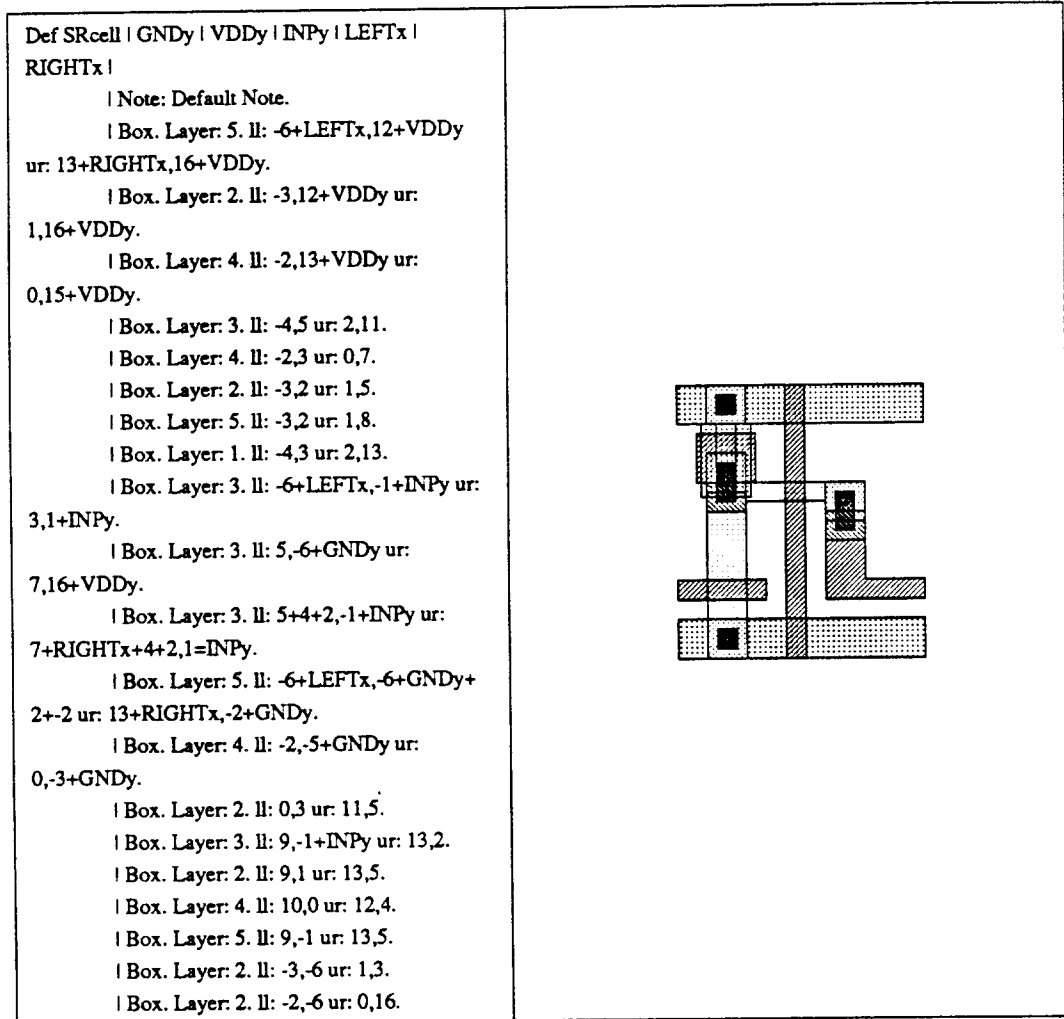 Def SRcell | GNDy | VDDy | INPy | LEFTx |
RIGHTx |
| Note: Default Note.
| Box. Layer: 5. ll: -6+LEFTx,12+VDDy
ur: 13+RIGHTx,16+VDDy.
| Box. Layer: 2. ll: -3,12+VDDy ur:
1,16+VDDy.
| Box. Layer: 4. ll: -2,13+VDDy ur:
0,15+VDDy.
| Box. Layer: 3. ll: -4,5 ur: 2,11.
| Box. Layer: 4. ll: -2,3 ur: 0,7.
| Box. Layer: 2. ll: -3,2 ur: 1,5.
| Box. Layer: 5. ll: -3,2 ur: 1,8.
| Box. Layer: 1. ll: -4,3 ur: 2,13.
| Box. Layer: 3. ll: -6+LEFTx,-1+INPy ur:
3,1+INPy.
| Box. Layer: 3. ll: 5,-6+GNDy ur:
7,16+VDDy.
| Box. Layer: 3. ll: 5+4+2,-1+INPy ur:
7+RIGHTx+4+2,1=INPy.
| Box. Layer: 5. ll: -6+LEFTx,-6+GNDy+
2+-2 ur: 13+RIGHTx,-2+GNDy.
| Box. Layer: 4. ll: -2,-5+GNDy ur:
0,-3+GNDy.
| Box. Layer: 2. ll: 0,3 ur: 11,5.
| Box. Layer: 3. ll: 9,-1+INPy ur: 13,2.
| Box. Layer: 2. ll: 9,1 ur: 13,5.
| Box. Layer: 4. ll: 10,0 ur: 12,4.
| Box. Layer: 5. ll: 9,-1 ur: 13,5.
| Box. Layer: 2. ll: -3,-6 ur: 1,3.
| Box. Layer: 2. ll: -2,-6 ur: 0,16.